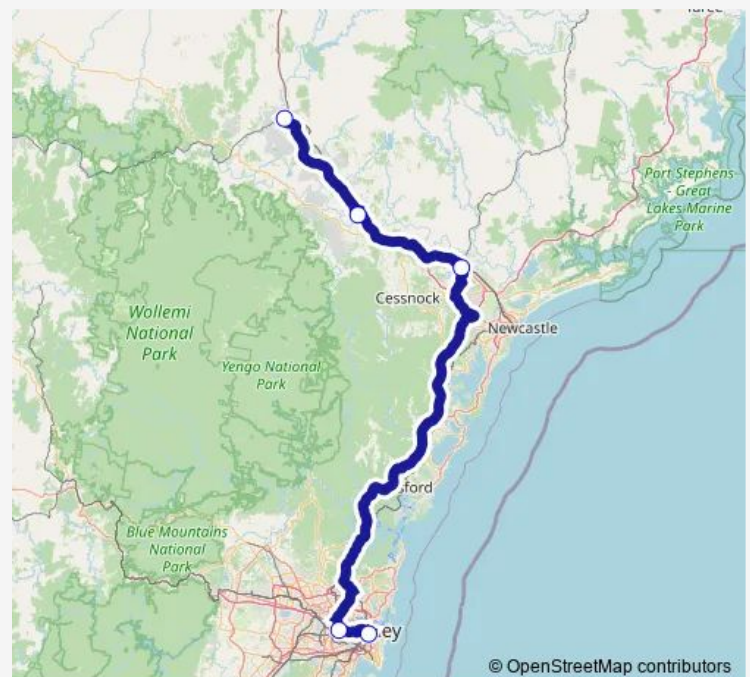 Port Stephens
- Great
Lakes Marine
Park
Cessnock
Wollemi
National
Park
Newcastle
Yengo National
Park
sford
Blue Mountains
National
Park
ey
© OpenStreetMap contributors